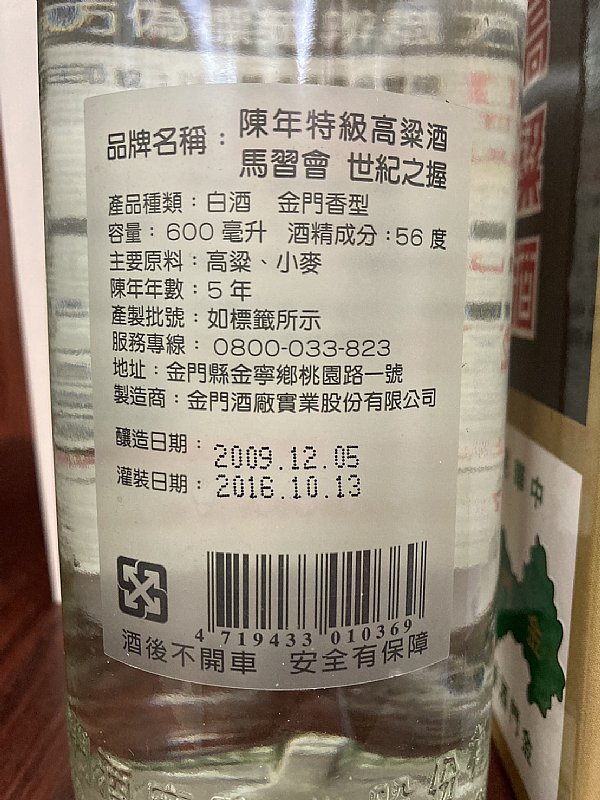 品牌名稱：陳年特級高粱酒
馬習會 世紀之握
產品種類：白酒 金門香型
容量：600 毫升 酒精成分：56 度
主要原料：高粱、小麥
陳年年數：5 年
產製批號：如標籤所示
服務專線：0800-033-823
地址：金門縣金寧鄉桃園路一號
製造商：金門酒廠實業股份有限公司
釀造日期：2009.12.05
灌裝日期：2016.10.13
4 719433 010369
酒後不開車 安全有保障